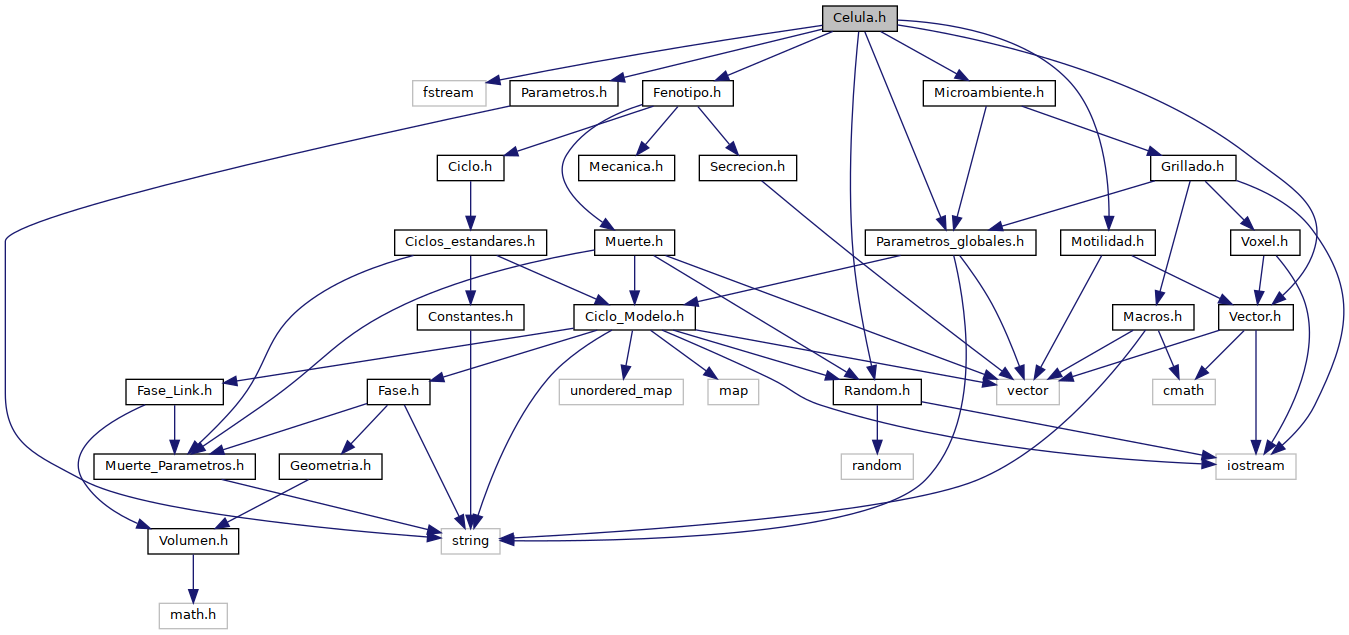 Celula.h
fstream
Parametros.h
Fenotipo.h
Microambiente.h
Ciclo.h
Mecanica.h
Secrecion.h
Grillado.h
Ciclos_estandares.h
Muerte.h
Parametros_globales.h
Motilidad.h
Voxel.h
Constantes.h
Ciclo_Modelo.h
Macros.h
Vector.h
Fase_Link.h
Fase.h
unordered_map
map
Random.h
vector
cmath
Muerte_Parametros.h
Geometria.h
random
iostream
Volumen.h
string
math.h